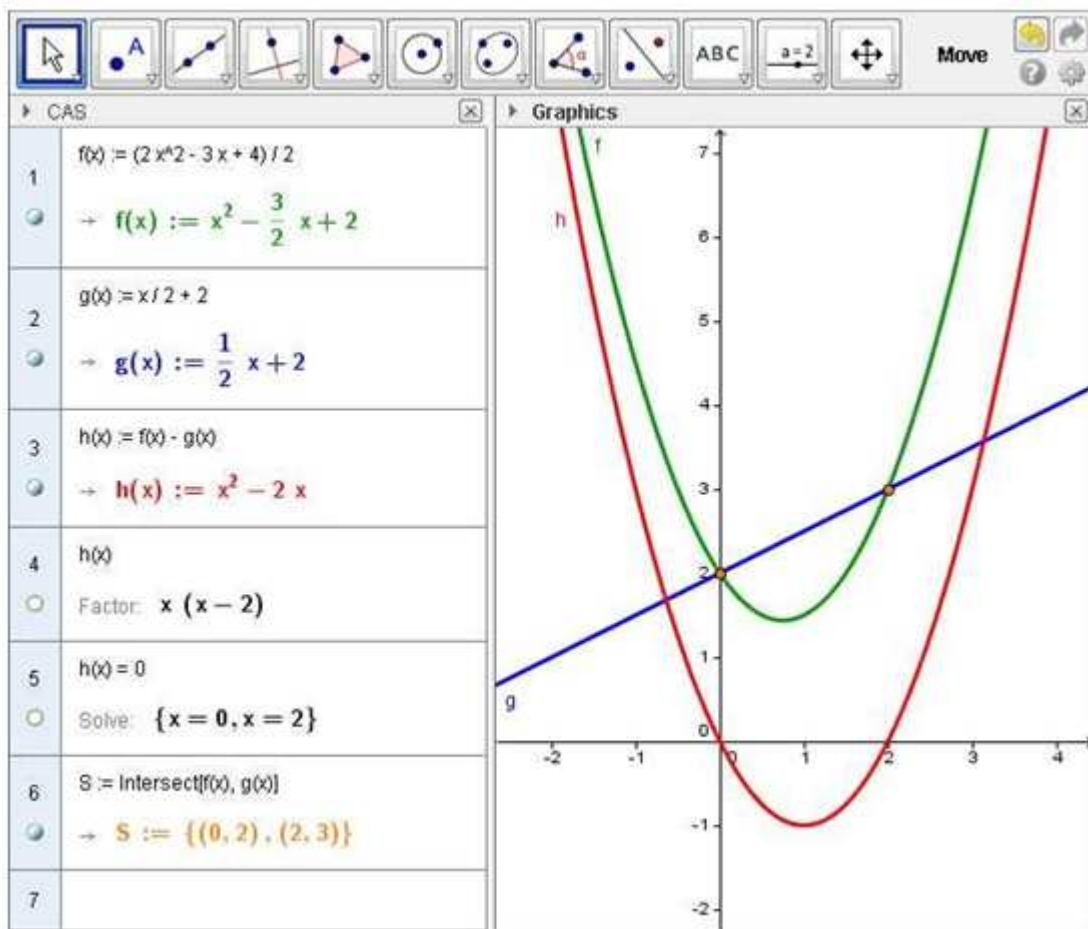 A
α
ABC
a=2
Move
CAS
Graphics
1
f(x) := (2 x^2 - 3 x + 4) / 2
→ f(x) := x² − 3/2 x + 2
2
g(x) := x / 2 + 2
→ g(x) := 1/2 x + 2
3
h(x) := f(x) - g(x)
→ h(x) := x² − 2 x
4
h(x)
Factor: x (x − 2)
5
h(x) = 0
Solve: {x = 0, x = 2}
6
S := Intersect[f(x), g(x)]
→ S := {(0, 2) , (2, 3)}
7
f
h
g
7
6
5
4
3
2
1
0
-1
-2
-2 -1 0 1 2 3 4